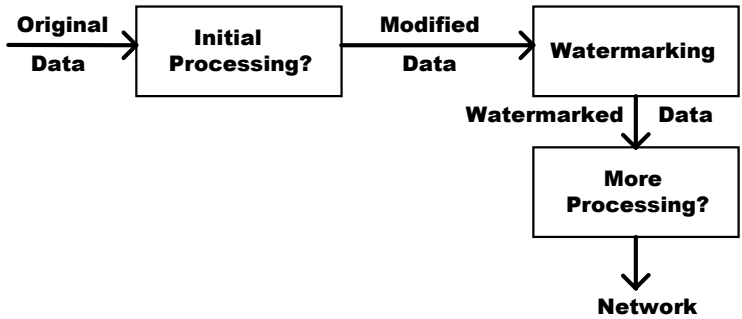 Original
Data
Initial
Processing?
Modified
Data
Watermarking
Watermarked Data
More
Processing?
Network